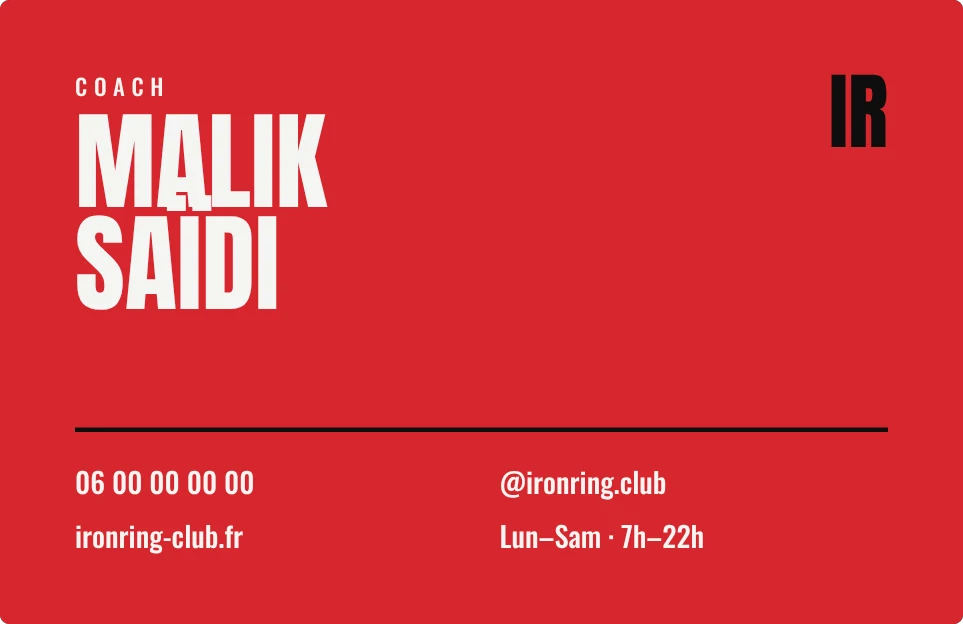 COACH
IR
MALIK
SAÏDI
06 00 00 00 00
@ironring.club
ironring-club.fr
Lun–Sam · 7h–22h